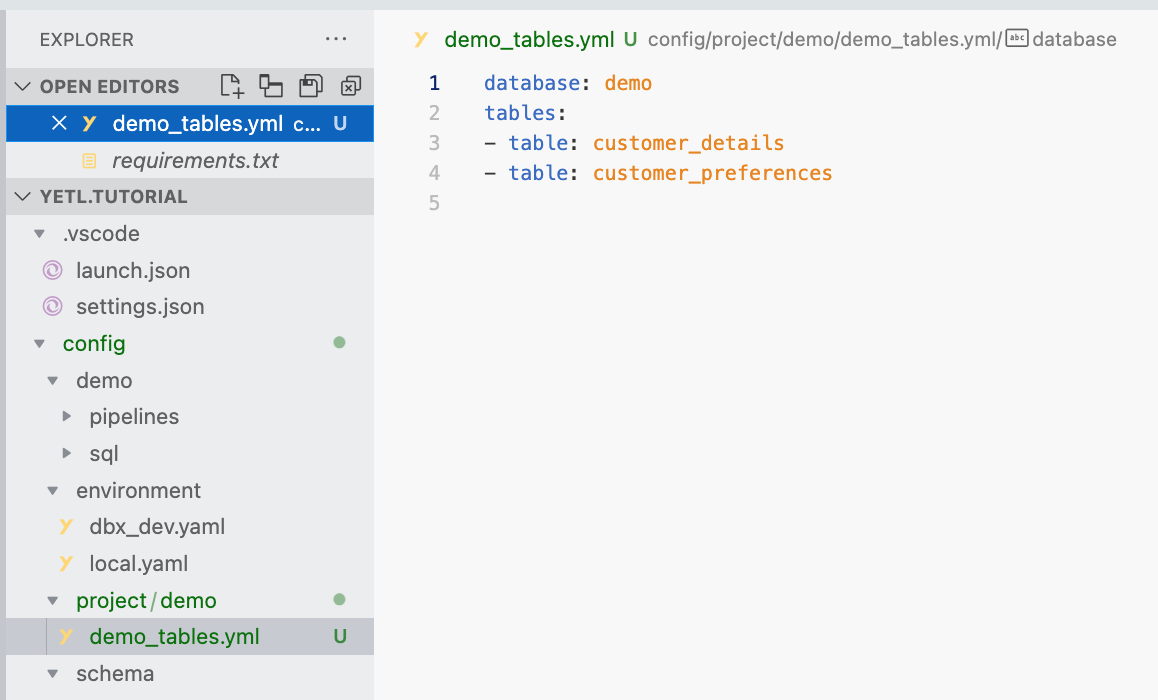 EXPLORER ...
OPEN EDITORS
demo_tables.yml c... U
requirements.txt
YETL.TUTORIAL
.vscode
launch.json
settings.json
config
demo
pipelines
sql
environment
dbx_dev.yaml
local.yaml
project/demo
demo_tables.yml U
schema
demo_tables.yml U config/project/demo/demo_tables.yml/ abc database
1 database: demo
2 tables:
3 - table: customer_details
4 - table: customer_preferences
5